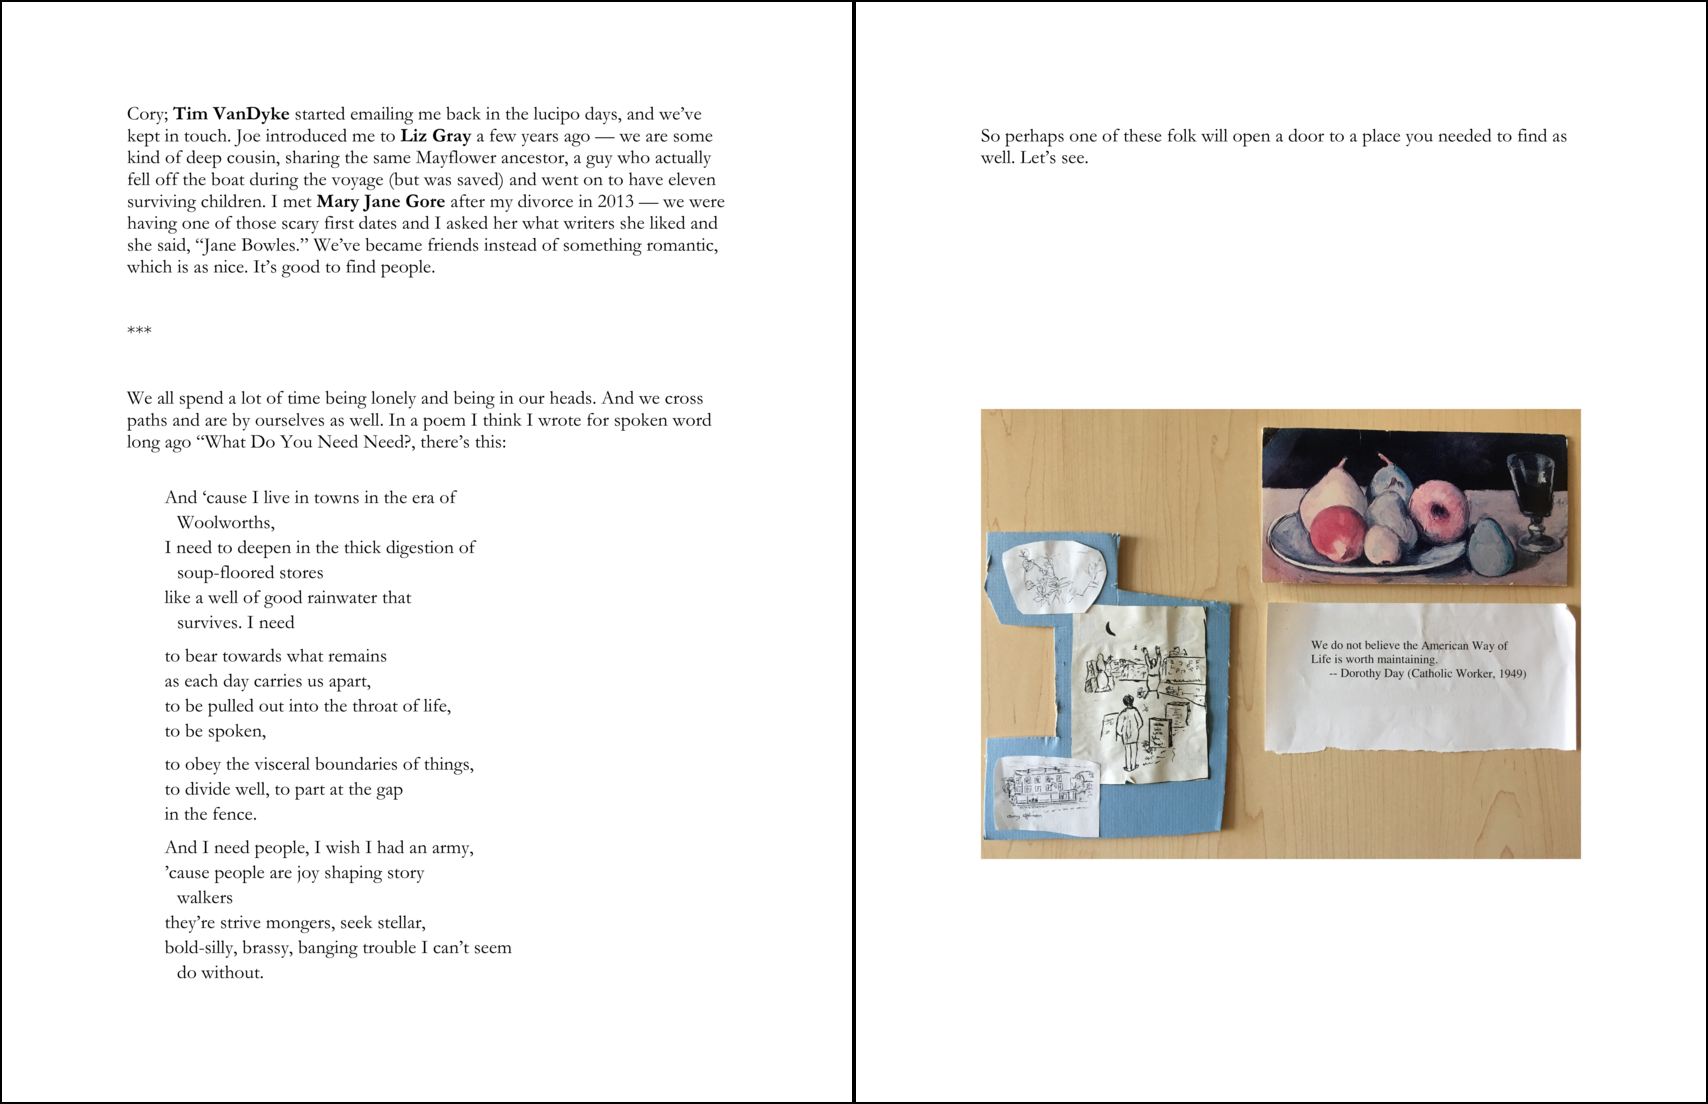 Cory; Tim VanDyke started emailing me back in the lucipo days, and we’ve
kept in touch. Joe introduced me to Liz Gray a few years ago — we are some
kind of deep cousin, sharing the same Mayflower ancestor, a guy who actually
fell off the boat during the voyage (but was saved) and went on to have eleven
surviving children. I met Mary Jane Gore after my divorce in 2013 — we were
having one of those scary first dates and I asked her what writers she liked and
she said, “Jane Bowles.” We’ve became friends instead of something romantic,
which is as nice. It’s good to find people.
***
We all spend a lot of time being lonely and being in our heads. And we cross
paths and are by ourselves as well. In a poem I think I wrote for spoken word
long ago “What Do You Need Need?, there’s this:
And ‘cause I live in towns in the era of
Woolworths,
I need to deepen in the thick digestion of
soup-floored stores
like a well of good rainwater that
survives. I need
to bear towards what remains
as each day carries us apart,
to be pulled out into the throat of life,
to be spoken,
to obey the visceral boundaries of things,
to divide well, to part at the gap
in the fence.
And I need people, I wish I had an army,
’cause people are joy shaping story
walkers
they’re strive mongers, seek stellar,
bold-silly, brassy, banging trouble I can’t seem
do without.
So perhaps one of these folk will open a door to a place you needed to find as
well. Let’s see.
We do not believe the American Way of
Life is worth maintaining.
-- Dorothy Day (Catholic Worker, 1949)